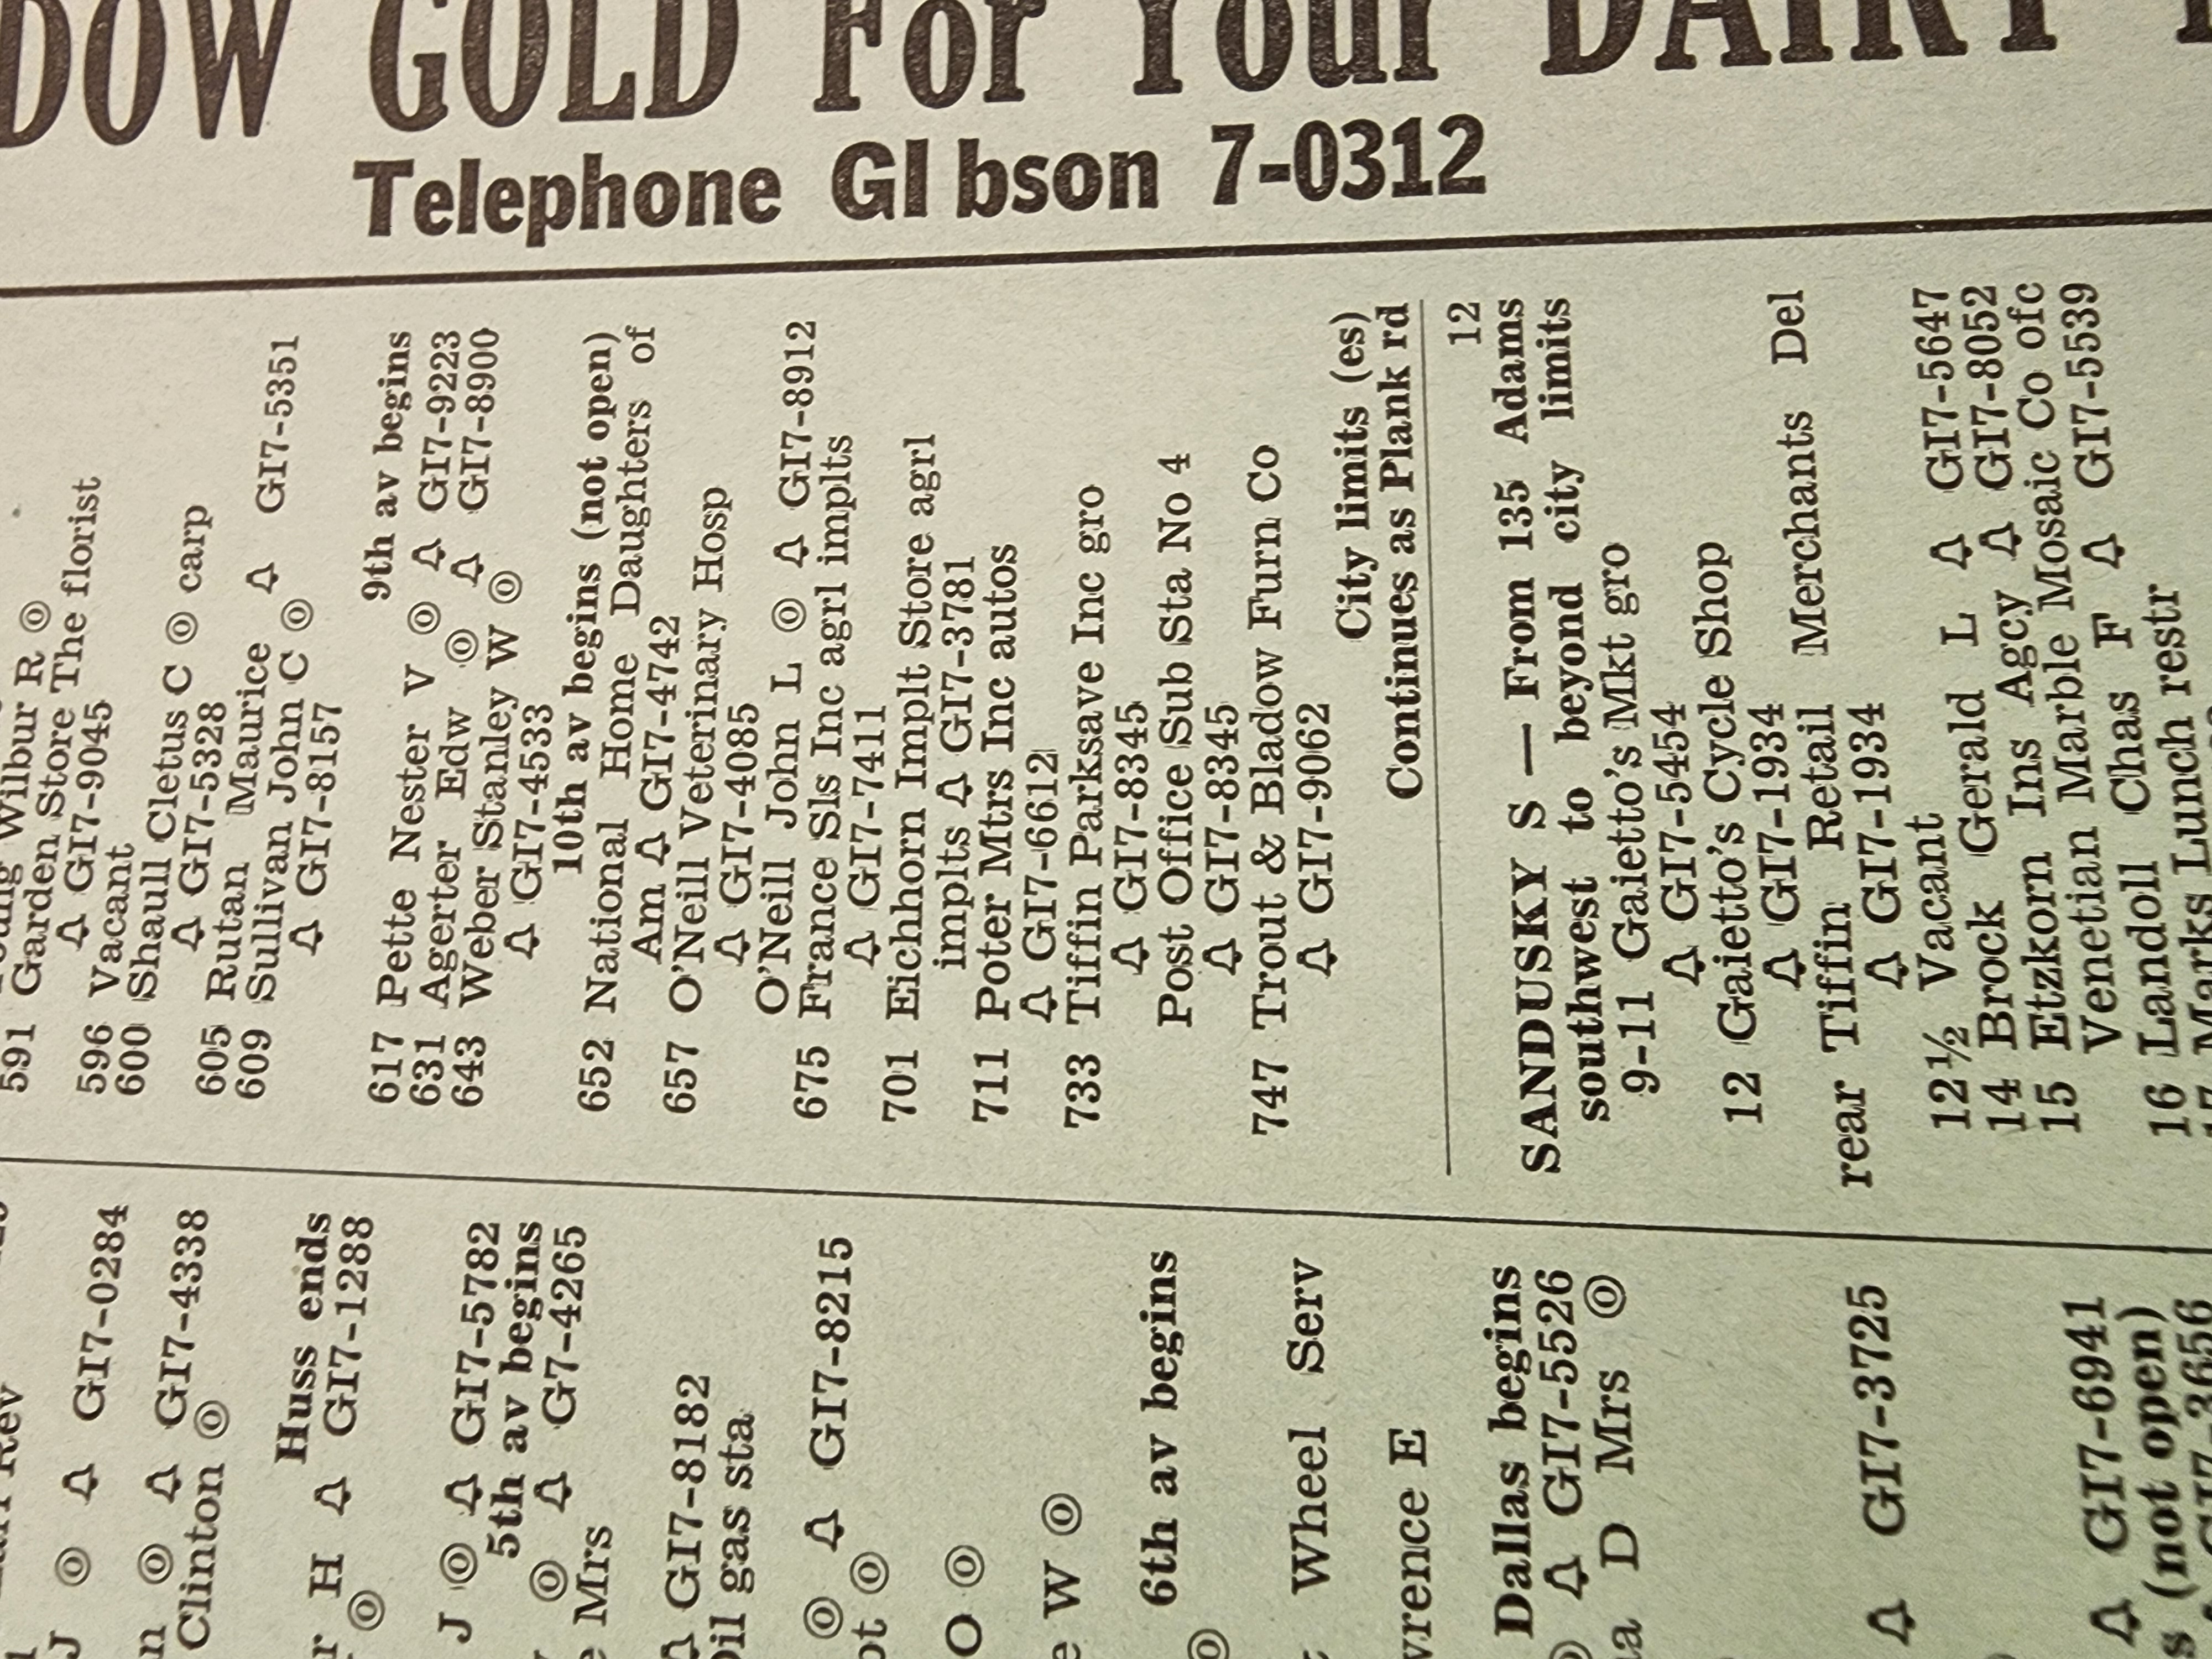 DOW GOLD For Your DAIRY
Telephone GI bson 7-0312
Wilbur R ◎
591 Garden Store The florist
🔔 GI7-9045
596 Vacant
600 Shaull Cletus C ◎ carp
🔔 GI7-5328
605 Rutan Maurice 🔔 GI7-5351
609 Sullivan John C ◎
🔔 GI7-8157
9th av begins
617 Pette Nester V ◎ 🔔 GI7-9223
631 Agerter Edw ◎ 🔔 GI7-8900
643 Weber Stanley W ◎
🔔 GI7-4533
10th av begins (not open)
652 National Home Daughters of
Am 🔔 GI7-4742
657 O'Neill Veterinary Hosp
🔔 GI7-4085
O'Neill John L ◎ 🔔 GI7-8912
675 France Sls Inc agrl implts
🔔 GI7-7411
701 Eichhorn Implt Store agrl
implts 🔔 GI7-3781
711 Poter Mtrs Inc autos
🔔 GI7-6612
733 Tiffin Parksave Inc gro
🔔 GI7-8345
Post Office Sub Sta No 4
🔔 GI7-8345
747 Trout & Bladow Furn Co
🔔 GI7-9062
City limits (es)
Continues as Plank rd
12
SANDUSKY S — From 135 Adams
southwest to beyond city limits
9-11 Gaietto's Mkt gro
🔔 GI7-5454
12 Gaietto's Cycle Shop
🔔 GI7-1934
rear Tiffin Retail Merchants Del
🔔 GI7-1934
12½ Vacant
14 Brock Gerald L 🔔 GI7-5647
15 Etzkorn Ins Agcy 🔔 GI7-8052
Venetian Marble Mosaic Co ofc
Landoll Chas F 🔔 GI7-5539
16 Marks Lunch restr
J ◎ 🔔 GI7-0284
n ◎ 🔔 GI7-4338
Clinton ◎
Huss ends
r H 🔔 GI7-1288
◎
J ◎ 🔔 GI7-5782
5th av begins
◎ 🔔 G7-4265
e Mrs
🔔 GI7-8182
Oil gas sta
◎ 🔔 GI7-8215
ot ◎
O ◎
e W ◎
6th av begins
◎
Wheel Serv
wrence E
Dallas begins
◎ 🔔 GI7-5526
na D Mrs ◎
🔔 GI7-3725
🔔 GI7-6941
s (not open)
GI7-3656